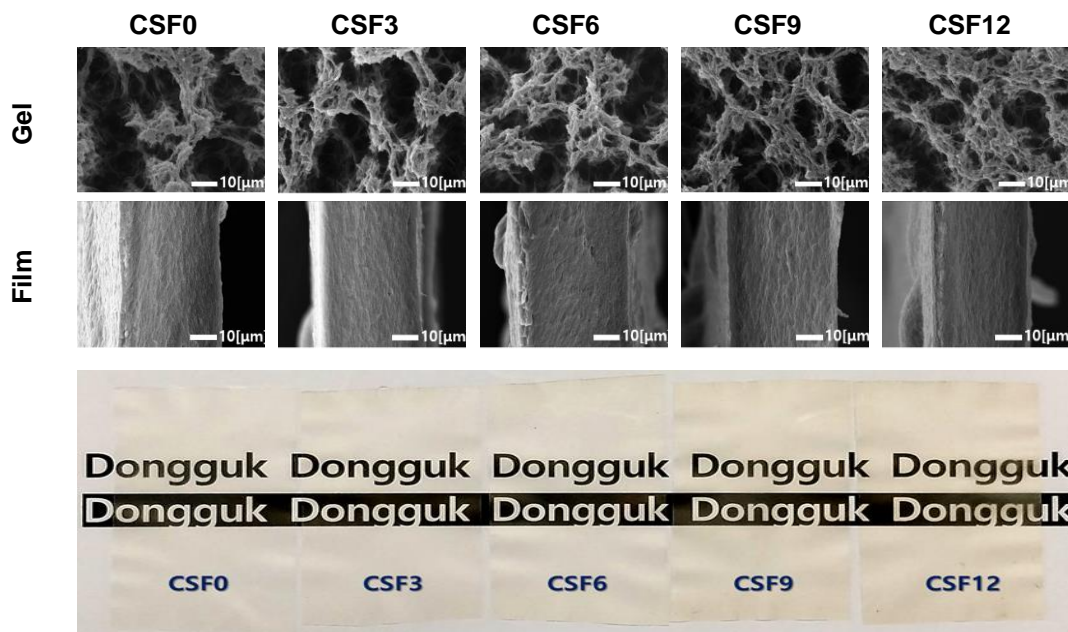 CSF0 CSF3 CSF6 CSF9 CSF12
Gel
10[μm 10[μm 10[μm 10[μm 10[μm
Film
10[μm] 10[μm 10[μm 10[μm 10[μm
Dongguk Dongguk Dongguk Dongguk Dongguk
Dongguk Dongguk Dongguk Dongguk Dongguk
CSF0 CSF3 CSF6 CSF9 CSF12